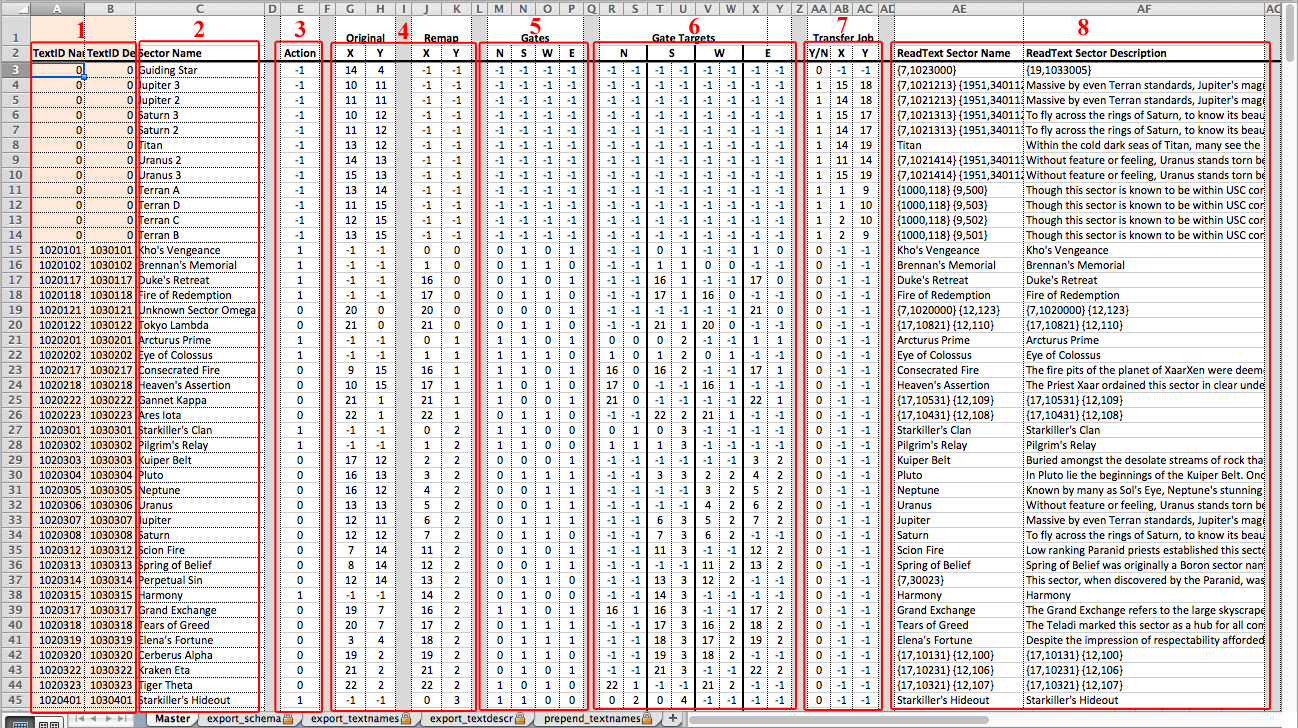 A B C D E F G H I J K L M N O P Q R S T U V W X Y Z AA AB AC AD AE AF AG
1 2 3 4 5 6 7 8
1 Original Remap Gates Gate Targets Transfer Job
2 TextID Na TextID De Sector Name Action X Y X Y N S W E N S W E Y/N X Y ReadText Sector Name ReadText Sector Description
3 0 0 Guiding Star -1 14 4 -1 -1 -1 -1 -1 -1 -1 -1 -1 -1 -1 -1 -1 -1 0 -1 -1 {7,1023000} {19,1033005}
4 0 0 Jupiter 3 -1 10 11 -1 -1 -1 -1 -1 -1 -1 -1 -1 -1 -1 -1 -1 -1 1 15 18 {7,1021213} {1951,340112 Massive by even Terran standards, Jupiter's mag
5 0 0 Jupiter 2 -1 11 11 -1 -1 -1 -1 -1 -1 -1 -1 -1 -1 -1 -1 -1 -1 1 14 18 {7,1021213} {1951,340113 Massive by even Terran standards, Jupiter's mag
6 0 0 Saturn 3 -1 10 12 -1 -1 -1 -1 -1 -1 -1 -1 -1 -1 -1 -1 -1 -1 1 15 17 {7,1021313} {1951,340112 To fly across the rings of Saturn, to know its beau
7 0 0 Saturn 2 -1 11 12 -1 -1 -1 -1 -1 -1 -1 -1 -1 -1 -1 -1 -1 -1 1 14 17 {7,1021313} {1951,340113 To fly across the rings of Saturn, to know its beau
8 0 0 Titan -1 13 12 -1 -1 -1 -1 -1 -1 -1 -1 -1 -1 -1 -1 -1 -1 1 14 19 Titan Within the cold dark seas of Titan, many see the
9 0 0 Uranus 2 -1 14 13 -1 -1 -1 -1 -1 -1 -1 -1 -1 -1 -1 -1 -1 -1 1 11 14 {7,1021414} {1951,340113 Without feature or feeling, Uranus stands torn be
10 0 0 Uranus 3 -1 15 13 -1 -1 -1 -1 -1 -1 -1 -1 -1 -1 -1 -1 -1 -1 1 15 19 {7,1021414} {1951,340112 Without feature or feeling, Uranus stands torn be
11 0 0 Terran A -1 13 14 -1 -1 -1 -1 -1 -1 -1 -1 -1 -1 -1 -1 -1 -1 1 1 9 {1000,118} {9,500} Though this sector is known to be within USC con
12 0 0 Terran D -1 11 15 -1 -1 -1 -1 -1 -1 -1 -1 -1 -1 -1 -1 -1 -1 1 1 10 {1000,118} {9,503} Though this sector is known to be within USC con
13 0 0 Terran C -1 12 15 -1 -1 -1 -1 -1 -1 -1 -1 -1 -1 -1 -1 -1 -1 1 2 10 {1000,118} {9,502} Though this sector is known to be within USC con
14 0 0 Terran B -1 13 15 -1 -1 -1 -1 -1 -1 -1 -1 -1 -1 -1 -1 -1 -1 1 2 9 {1000,118} {9,501} Though this sector is known to be within USC con
15 1020101 1030101 Kho's Vengeance 1 -1 -1 0 0 0 1 0 1 -1 -1 0 1 -1 -1 1 0 0 -1 -1 Kho's Vengeance Kho's Vengeance
16 1020102 1030102 Brennan's Memorial 1 -1 -1 1 0 0 1 1 0 -1 -1 1 1 0 0 -1 -1 0 -1 -1 Brennan's Memorial Brennan's Memorial
17 1020117 1030117 Duke's Retreat 1 -1 -1 16 0 0 1 0 1 -1 -1 16 1 -1 -1 17 0 0 -1 -1 Duke's Retreat Duke's Retreat
18 1020118 1030118 Fire of Redemption 1 -1 -1 17 0 0 1 1 0 -1 -1 17 1 16 0 -1 -1 0 -1 -1 Fire of Redemption Fire of Redemption
19 1020121 1030121 Unknown Sector Omega 0 20 0 20 0 0 0 0 1 -1 -1 -1 -1 -1 -1 21 0 0 -1 -1 {7,1020000} {12,123} {7,1020000} {12,123}
20 1020122 1030122 Tokyo Lambda 0 21 0 21 0 0 1 1 0 -1 -1 21 1 20 0 -1 -1 0 -1 -1 {17,10821} {12,110} {17,10821} {12,110}
21 1020201 1030201 Arcturus Prime 1 -1 -1 0 1 1 1 0 1 0 0 0 2 -1 -1 1 1 0 -1 -1 Arcturus Prime Arcturus Prime
22 1020202 1030202 Eye of Colossus 1 -1 -1 1 1 1 1 1 0 1 0 1 2 0 1 -1 -1 0 -1 -1 Eye of Colossus Eye of Colossus
23 1020217 1030217 Consecrated Fire 0 9 15 16 1 1 1 0 1 16 0 16 2 -1 -1 17 1 0 -1 -1 Consecrated Fire The fire pits of the planet of XaarXen were deem
24 1020218 1030218 Heaven's Assertion 0 10 15 17 1 1 0 1 0 17 0 -1 -1 16 1 -1 -1 0 -1 -1 Heaven's Assertion The Priest Xaar ordained this sector in clear unde
25 1020222 1030222 Gannet Kappa 0 21 1 21 1 1 0 0 1 21 0 -1 -1 -1 -1 22 1 0 -1 -1 {17,10531} {12,109} {17,10531} {12,109}
26 1020223 1030223 Ares Iota 0 22 1 22 1 0 1 1 0 -1 -1 22 2 21 1 -1 -1 0 -1 -1 {17,10431} {12,108} {17,10431} {12,108}
27 1020301 1030301 Starkiller's Clan 1 -1 -1 0 2 1 1 0 0 0 1 0 3 -1 -1 -1 -1 0 -1 -1 Starkiller's Clan Starkiller's Clan
28 1020302 1030302 Pilgrim's Relay 1 -1 -1 1 2 1 1 0 0 1 1 1 3 -1 -1 -1 -1 0 -1 -1 Pilgrim's Relay Pilgrim's Relay
29 1020303 1030303 Kuiper Belt 0 17 12 2 2 0 0 0 1 -1 -1 -1 -1 -1 -1 3 2 0 -1 -1 Kuiper Belt Buried amongst the desolate streams of rock tha
30 1020304 1030304 Pluto 0 16 13 3 2 0 1 1 1 -1 -1 3 3 2 2 4 2 0 -1 -1 Pluto In Pluto lie the beginnings of the Kuiper Belt. Onc
31 1020305 1030305 Neptune 0 16 12 4 2 0 0 1 1 -1 -1 -1 -1 3 2 5 2 0 -1 -1 Neptune Known by many as Sol's Eye, Neptune's stunning
32 1020306 1030306 Uranus 0 13 13 5 2 0 0 1 1 -1 -1 -1 -1 4 2 6 2 0 -1 -1 Uranus Without feature or feeling, Uranus stands torn be
33 1020307 1030307 Jupiter 0 12 11 6 2 0 1 1 1 -1 -1 6 3 5 2 7 2 0 -1 -1 Jupiter Massive by even Terran standards, Jupiter's mag
34 1020308 1030308 Saturn 0 12 12 7 2 0 1 1 0 -1 -1 7 3 6 2 -1 -1 0 -1 -1 Saturn To fly across the rings of Saturn, to know its beau
35 1020312 1030312 Scion Fire 0 7 14 11 2 0 1 0 1 -1 -1 11 3 -1 -1 12 2 0 -1 -1 Scion Fire Low ranking Paranid priests established this secto
36 1020313 1030313 Spring of Belief 0 8 14 12 2 0 0 1 1 -1 -1 -1 -1 11 2 13 2 0 -1 -1 Spring of Belief Spring of Belief was originally a Boron sector nam
37 1020314 1030314 Perpetual Sin 0 12 14 13 2 0 1 1 0 -1 -1 13 3 12 2 -1 -1 0 -1 -1 {7,30023} This sector, when discovered by the Paranid, was
38 1020315 1030315 Harmony 1 -1 -1 14 2 0 1 0 0 -1 -1 14 3 -1 -1 -1 -1 0 -1 -1 Harmony Harmony
39 1020317 1030317 Grand Exchange 0 19 7 16 2 1 1 0 1 16 1 16 3 -1 -1 17 2 0 -1 -1 Grand Exchange The Grand Exchange refers to the large skyscrape
40 1020318 1030318 Tears of Greed 0 20 7 17 2 0 1 1 1 -1 -1 17 3 16 2 18 2 0 -1 -1 Tears of Greed The Teladi marked this sector as a hub for all com
41 1020319 1030319 Elena's Fortune 0 3 4 18 2 0 1 1 1 -1 -1 18 3 17 2 19 2 0 -1 -1 Elena's Fortune Despite the impression of respectability afforded
42 1020320 1030320 Cerberus Alpha 0 19 2 19 2 0 1 1 0 -1 -1 19 3 18 2 -1 -1 0 -1 -1 {17,10131} {12,100} {17,10131} {12,100}
43 1020322 1030322 Kraken Eta 0 21 2 21 2 0 1 0 1 -1 -1 21 3 -1 -1 22 2 0 -1 -1 {17,10231} {12,106} {17,10231} {12,106}
44 1020323 1030323 Tiger Theta 0 22 2 22 2 1 0 1 0 22 1 -1 -1 21 2 -1 -1 0 -1 -1 {17,10321} {12,107} {17,10321} {12,107}
45 1020401 1030401 Starkiller's Hideout 1 -1 -1 0 3 1 1 0 0 0 2 0 4 -1 -1 -1 -1 0 -1 -1 Starkiller's Hideout Starkiller's Hideout
Master export_schema export_textnames export_textdescr prepend_textnames +